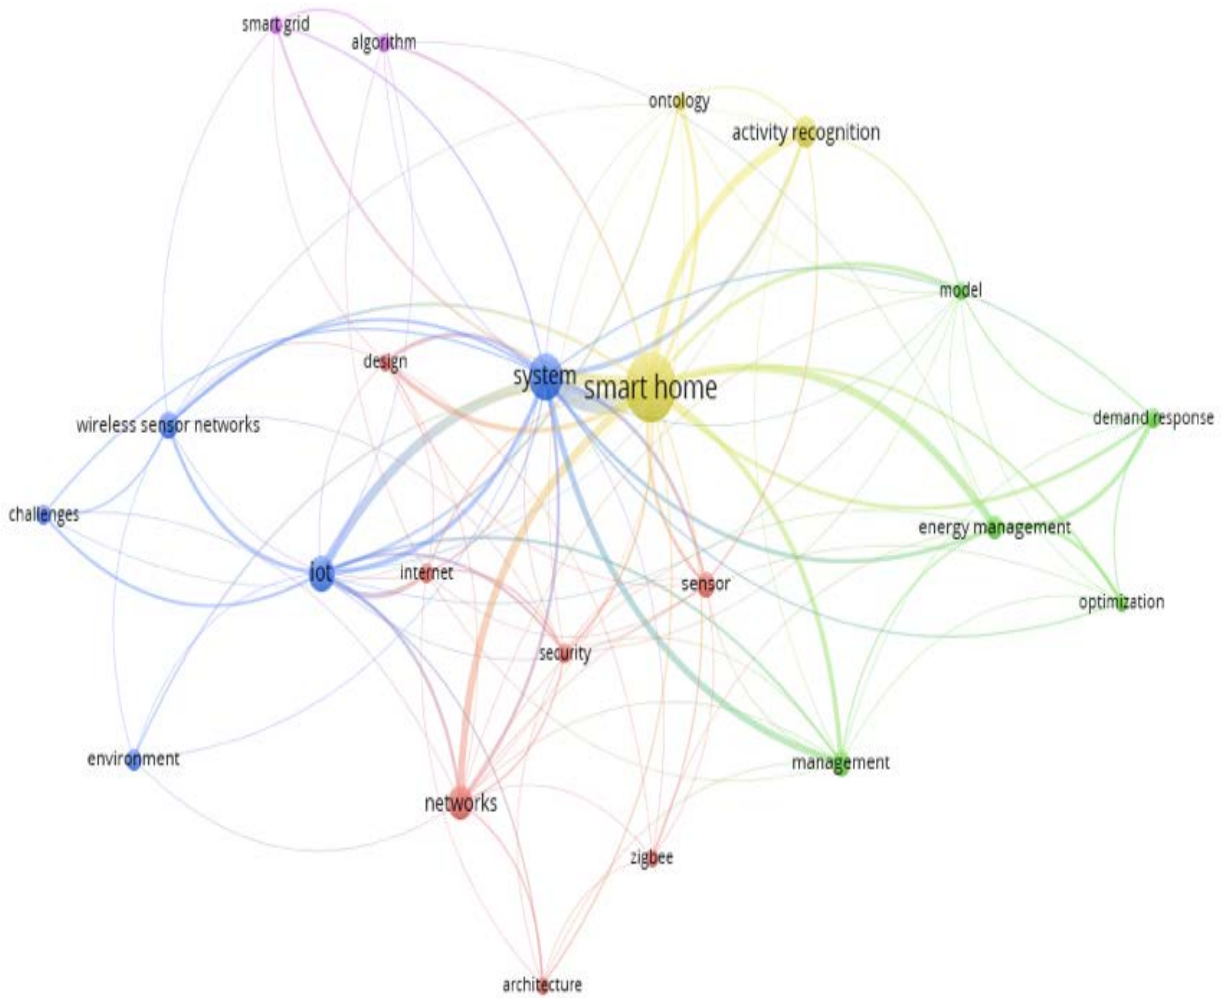 smart grid
algorithm
ontology
activity recognition
model
design
system
smart home
wireless sensor networks
demand response
challenges
energy management
iot
internet
sensor
optimization
security
environment
management
networks
zigbee
architecture